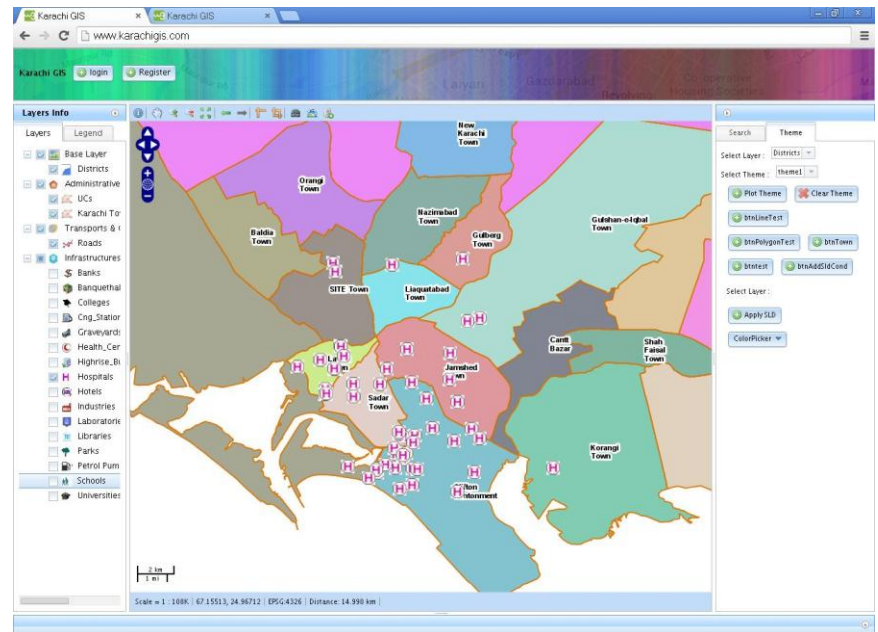 Karachi GIS
Karachi GIS
www.karachigis.com
Karachi GIS login Register
Layers Info
Layers Legend
Base Layer
Districts
Administrative
UCs
Karachi To
Transports & (
Roads
Infrastructures
Banks
Banquethal
Colleges
Cng_Station
Graveyards
Health_Cer
Highrise_Bu
Hospitals
Hotels
Industries
Laboratorie
Libraries
Parks
Petrol Pum
Schools
Universities
New
Karachi
Town
Orangi
Town
Nazimabad
Town
Gulshan-e-Iqbal
Town
Baldia
Town
Gulberg
Town
SITE Town
Liaquatabad
Town
Cantt
Bazar
Shah
Faisal
Town
Jamshed
Sadar
Town
Korangi
Town
2 km
1 mi
Scale = 1 : 108K 67.15513, 24.96712 EPSG:4326 Distance: 14.990 km
Search Theme
Select Layer : Districts
Select Theme : theme1
Plot Theme Clear Theme
btnLineTest
btnPolygonTest btnTown
btntest btnAddSldCond
Select Layer :
Apply SLD
ColorPicker